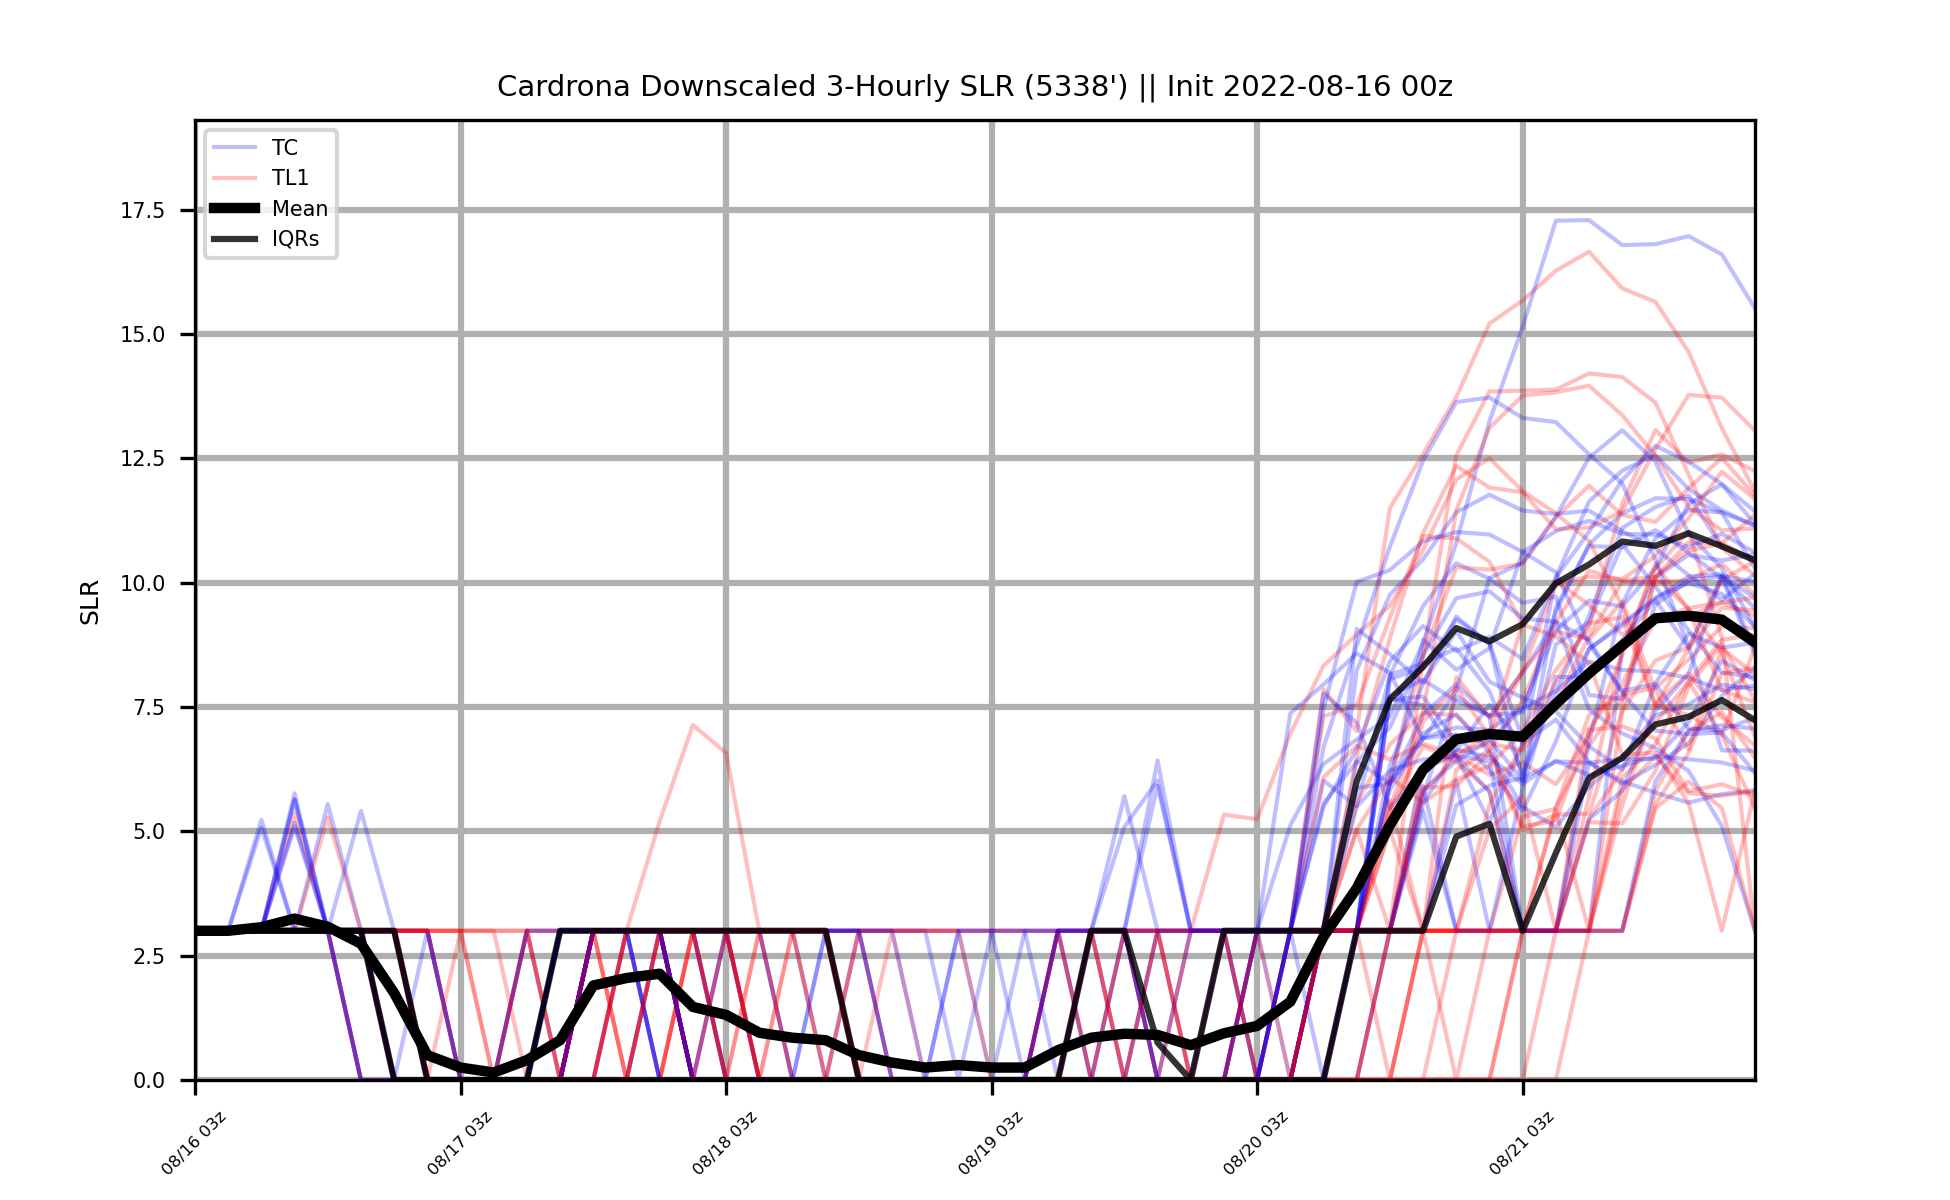 Cardrona Downscaled 3-Hourly SLR (5338') || Init 2022-08-16 00z
TC
TL1
Mean
IQRs
SLR
17.5
15.0
12.5
10.0
7.5
5.0
2.5
0.0
08/16 03z
08/17 03z
08/18 03z
08/19 03z
08/20 03z
08/21 03z